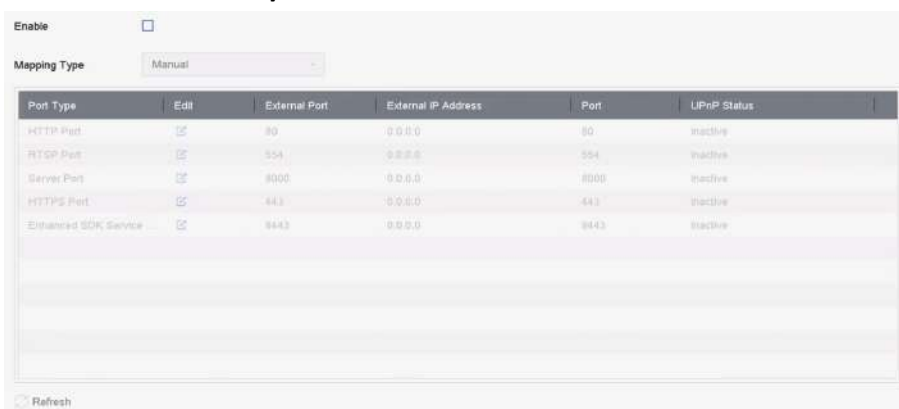 Enable
Mapping Type Manual
Port Type Edit External Port External IP Address Port UPnP Status
HTTP Port 80 0.0.0.0 80 Inactive
RTSP Port 554 0.0.0.0 554 Inactive
Server Port 8000 0.0.0.0 8000 Inactive
HTTPS Port 443 0.0.0.0 443 Inactive
Enhanced SDK Service ... 8443 0.0.0.0 8443 Inactive
Refresh